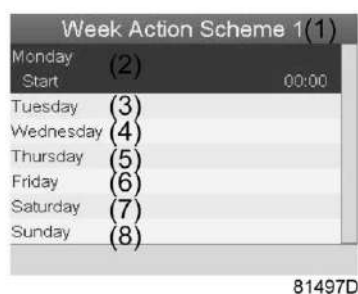 Week Action Scheme 1(1)
Monday (2)
Start 00:00
Tuesday (3)
Wednesday (4)
Thursday (5)
Friday (6)
Saturday (7)
Sunday (8)
81497D